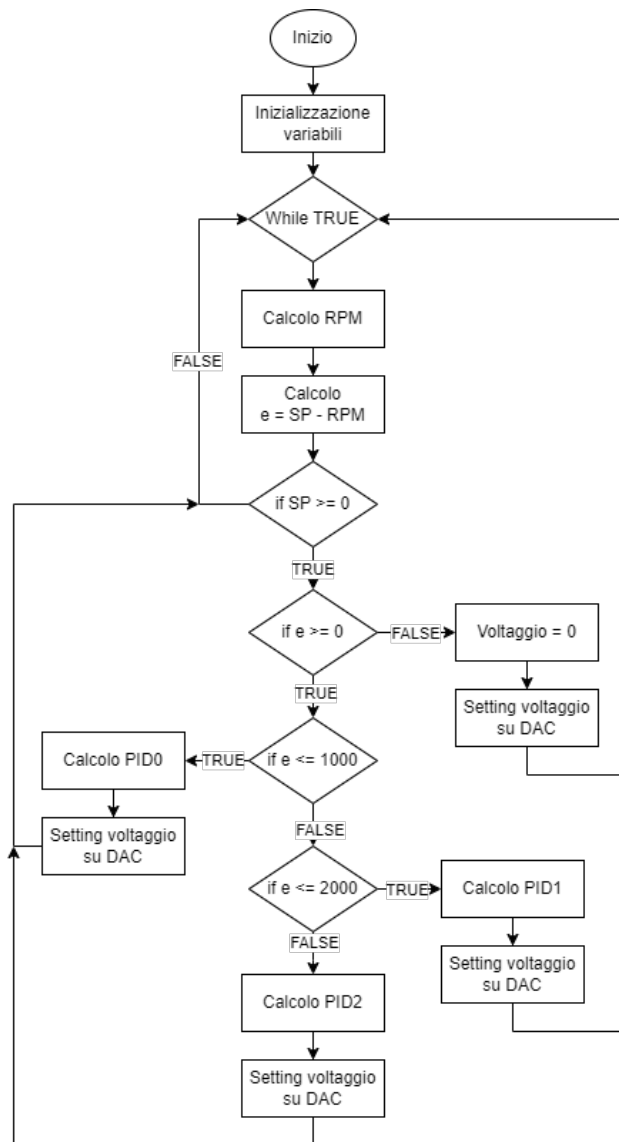 Inizio
Inizializzazione
variabili
While TRUE
Calcolo RPM
FALSE
Calcolo
e = SP - RPM
if SP >= 0
TRUE
if e >= 0
FALSE
Voltaggio = 0
TRUE
Setting voltaggio
su DAC
Calcolo PID0
TRUE
if e <= 1000
Setting voltaggio
su DAC
FALSE
if e <= 2000
TRUE
Calcolo PID1
FALSE
Setting voltaggio
su DAC
Calcolo PID2
Setting voltaggio
su DAC